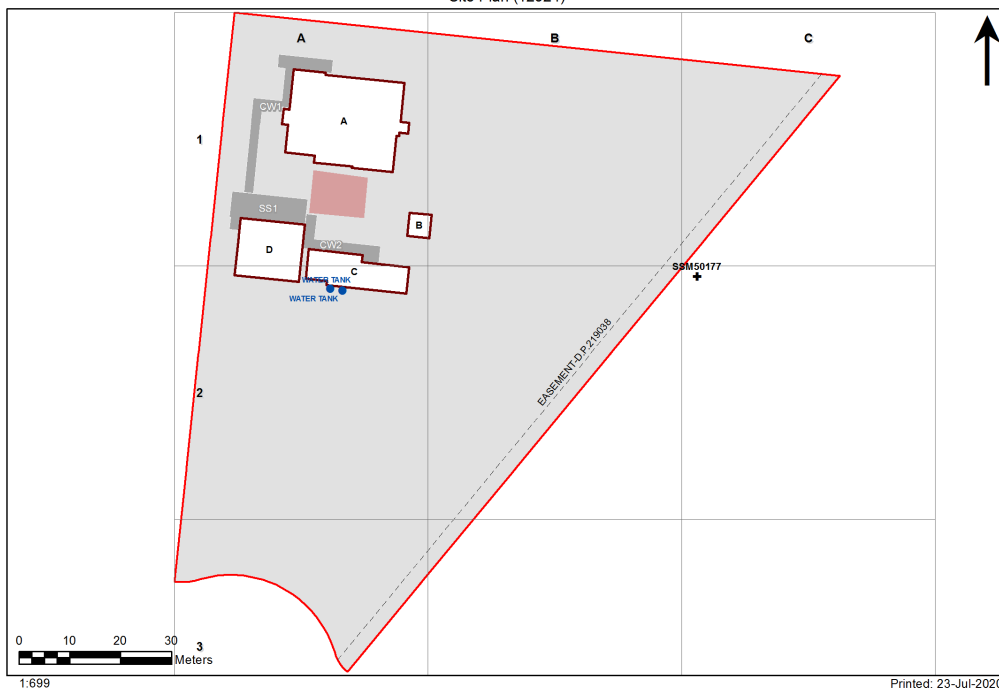 A
B
C
CW1
A
1
SS1
B
CW2
D
C
WATER TANK
WATER TANK
SSM50177
EASEMENT-D.P.219038
2
3
0 10 20 30
Meters
1:699
Printed: 23-Jul-2020